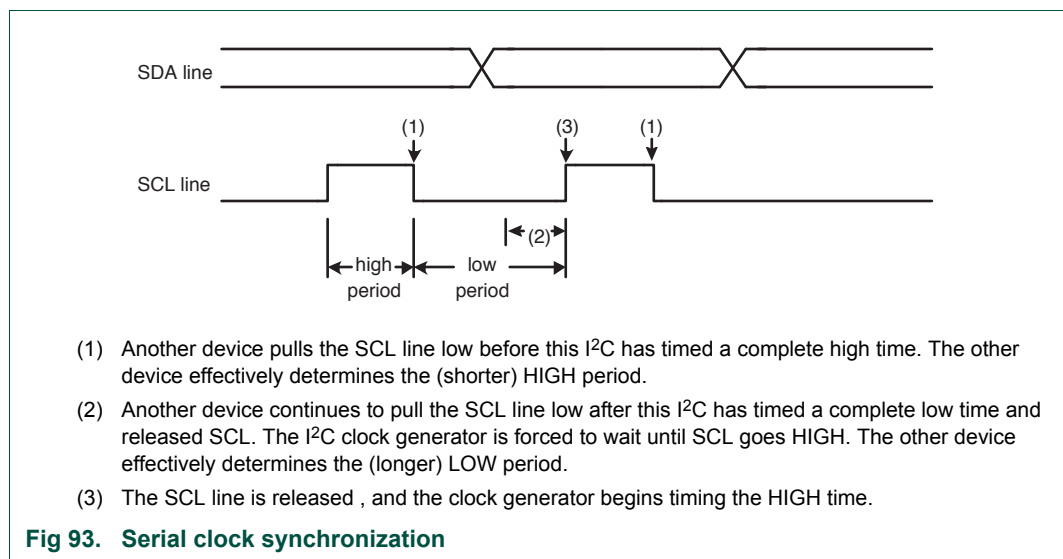 SDA line
(1) (3) (1)
SCL line
(2)
high low
period period
(1) Another device pulls the SCL line low before this I2C has timed a complete high time. The other
device effectively determines the (shorter) HIGH period.
(2) Another device continues to pull the SCL line low after this I2C has timed a complete low time and
released SCL. The I2C clock generator is forced to wait until SCL goes HIGH. The other device
effectively determines the (longer) LOW period.
(3) The SCL line is released , and the clock generator begins timing the HIGH time.
Fig 93. Serial clock synchronization